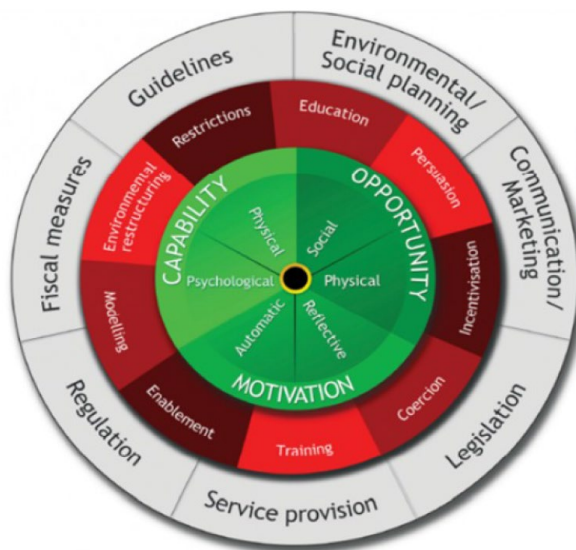 Guidelines
Environmental/
Social planning
Communication/
Marketing
Legislation
Service provision
Regulation
Fiscal measures
Restrictions
Education
Persuasion
Incentivisation
Coercion
Training
Enablement
Modelling
Environmental
restructuring
CAPABILITY
OPPORTUNITY
MOTIVATION
Physical
Social
Physical
Reflective
Automatic
Psychological